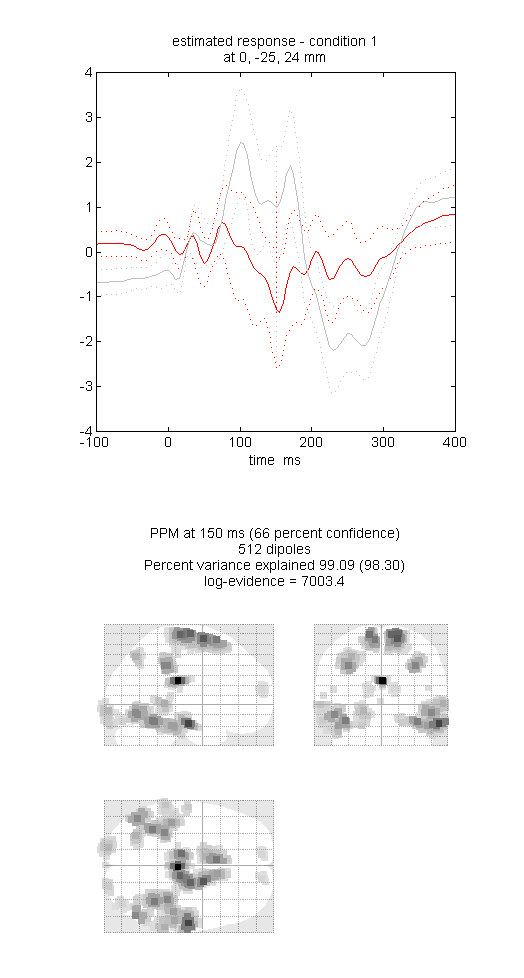 estimated response - condition 1
at 0, -25, 24 mm
4
3
2
1
0
-1
-2
-3
-4
-100 0 100 200 300 400
time ms
PPM at 150 ms (66 percent confidence)
512 dipoles
Percent variance explained 99.09 (98.30)
log-evidence = 7003.4